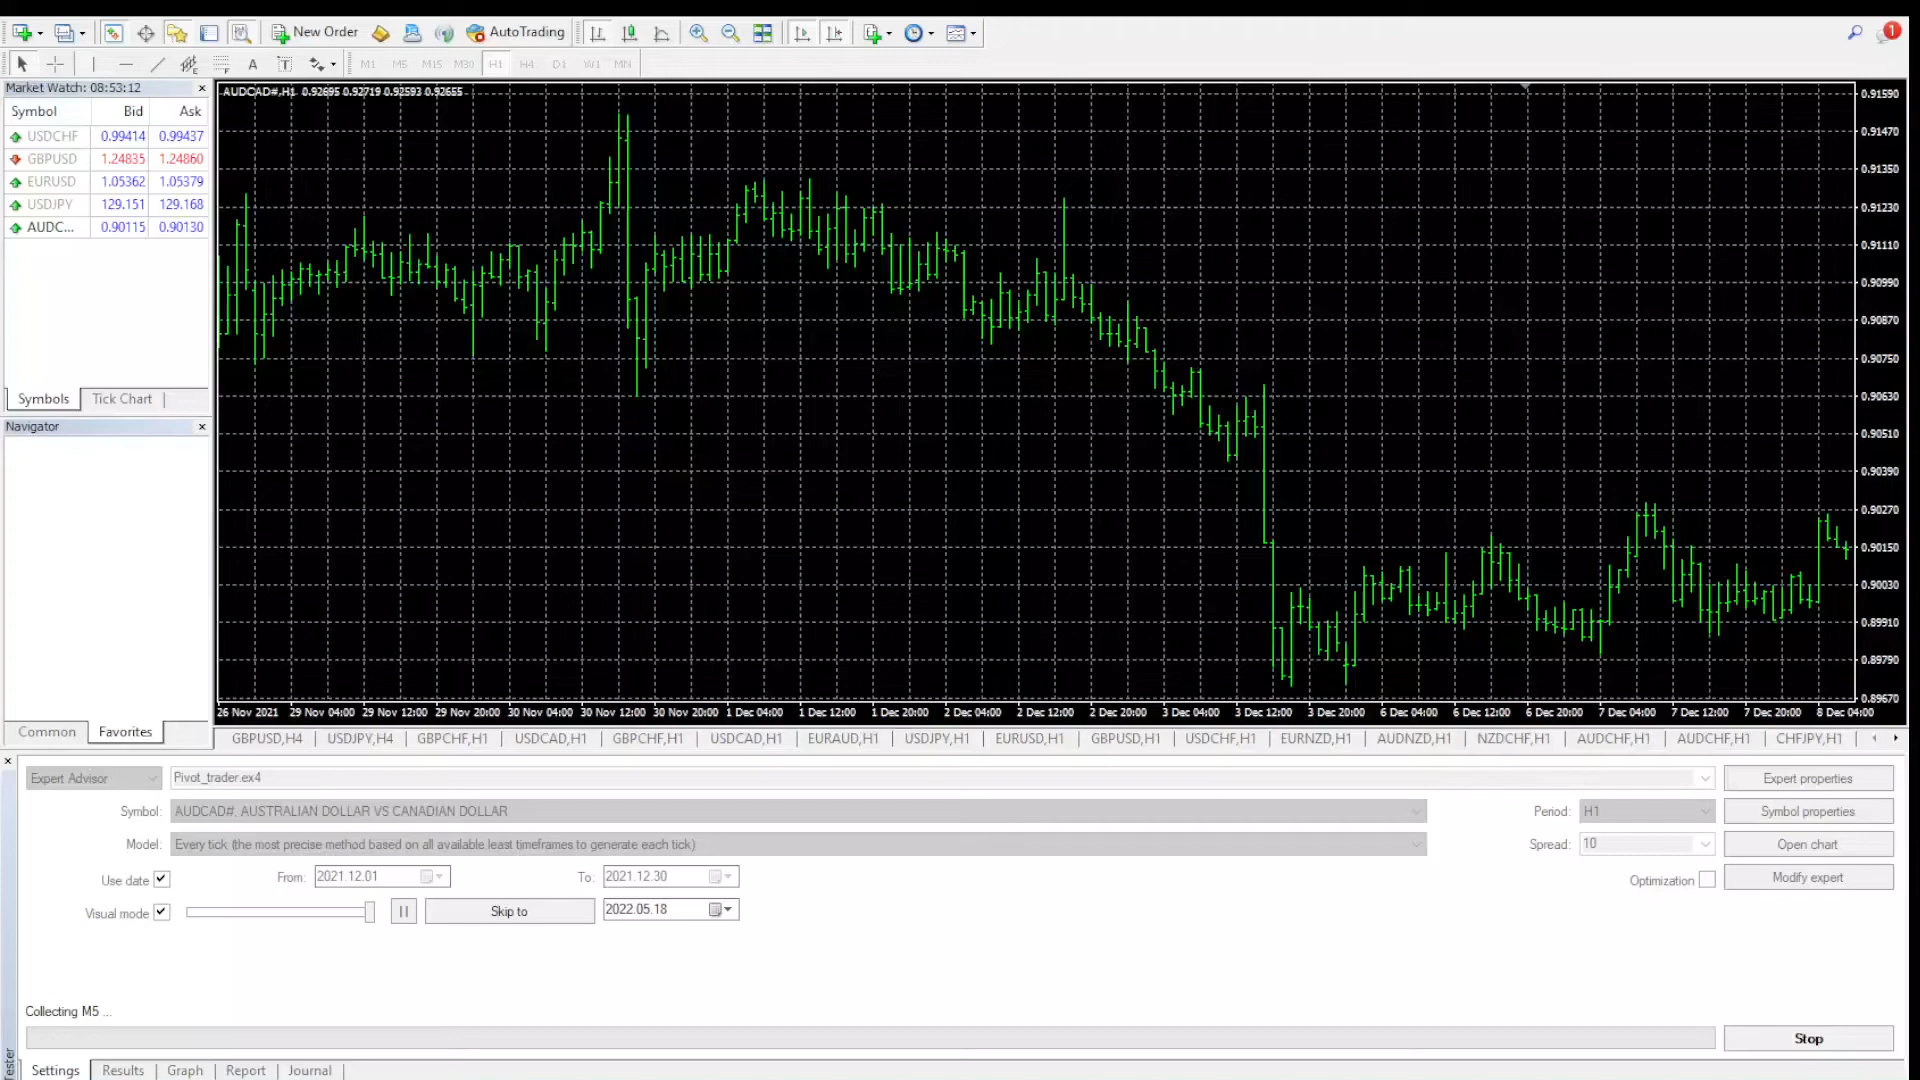 New Order
AutoTrading
1
A
T
M1 M5 M15 M30 H1 H4 D1 W1 MN
Market Watch: 08:53:12
Symbol Bid Ask
USDCHF 0.99414 0.99437
GBPUSD 1.24835 1.24860
EURUSD 1.05362 1.05379
USDJPY 129.151 129.168
AUDC... 0.90115 0.90130
Symbols Tick Chart
Navigator
Common Favorites
AUDCAD#,H1 0.92695 0.92719 0.92593 0.92655
0.91590
0.91470
0.91350
0.91230
0.91110
0.90990
0.90870
0.90750
0.90630
0.90510
0.90390
0.90270
0.90150
0.90030
0.89910
0.89790
0.89670
26 Nov 2021 29 Nov 04:00 29 Nov 12:00 29 Nov 20:00 30 Nov 04:00 30 Nov 12:00 30 Nov 20:00 1 Dec 04:00 1 Dec 12:00 1 Dec 20:00 2 Dec 04:00 2 Dec 12:00 2 Dec 20:00 3 Dec 04:00 3 Dec 12:00 3 Dec 20:00 6 Dec 04:00 6 Dec 12:00 6 Dec 20:00 7 Dec 04:00 7 Dec 12:00 7 Dec 20:00 8 Dec 04:00
GBPUSD,H4 USDJPY,H4 GBPCHF,H1 USDCAD,H1 GBPCHF,H1 USDCAD,H1 EURAUD,H1 USDJPY,H1 EURUSD,H1 GBPUSD,H1 USDCHF,H1 EURNZD,H1 AUDNZD,H1 NZDCHF,H1 AUDCHF,H1 AUDCHF,H1 CHFJPY,H1
Expert Advisor Pivot_trader.ex4 Expert properties
Symbol: AUDCAD#, AUSTRALIAN DOLLAR VS CANADIAN DOLLAR Period: H1 Symbol properties
Model: Every tick (the most precise method based on all available least timeframes to generate each tick) Spread: 10 Open chart
Use date From: 2021.12.01 To: 2021.12.30 Optimization Modify expert
Visual mode Skip to 2022.05.18
Collecting M5 ...
Stop
Tester
Settings Results Graph Report Journal